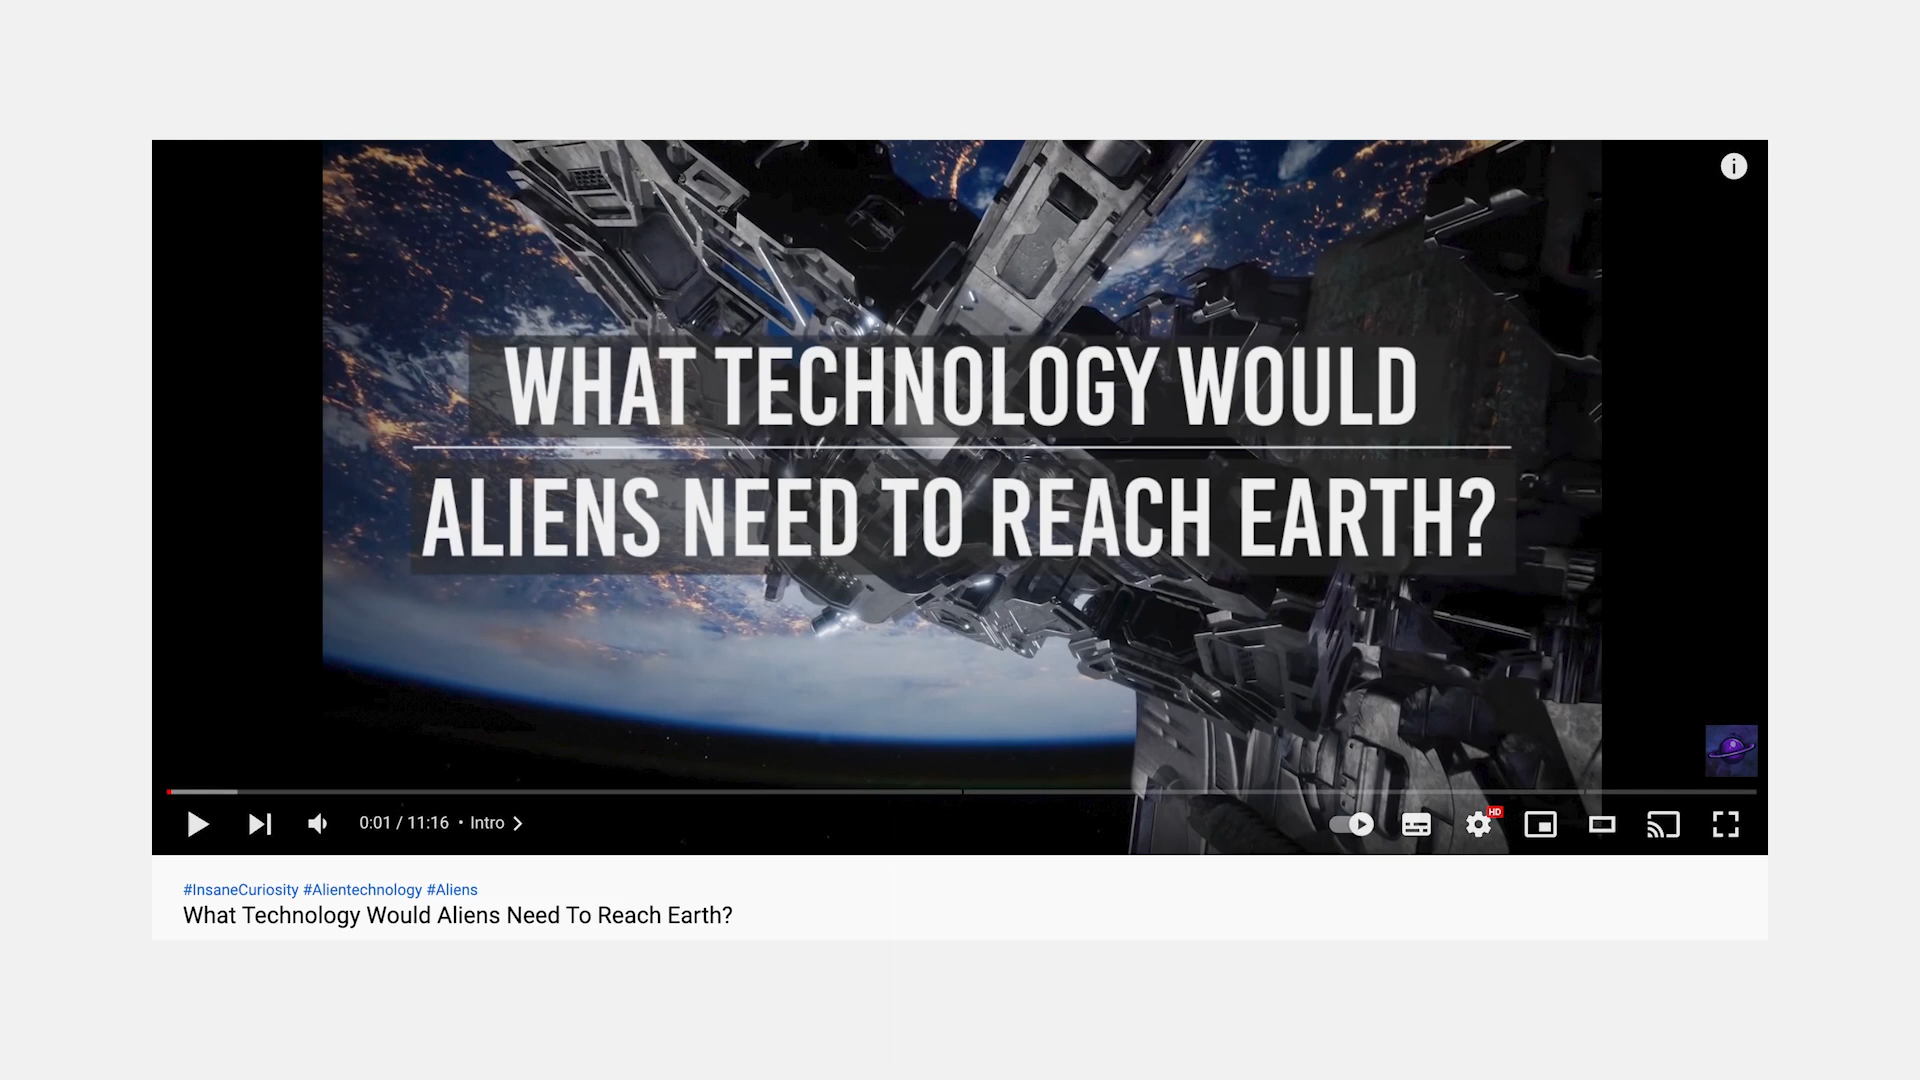 WHAT TECHNOLOGY WOULD
ALIENS NEED TO REACH EARTH?
0:01 / 11:16 • Intro
HD
#InsaneCuriosity #Alientechnology #Aliens
What Technology Would Aliens Need To Reach Earth?